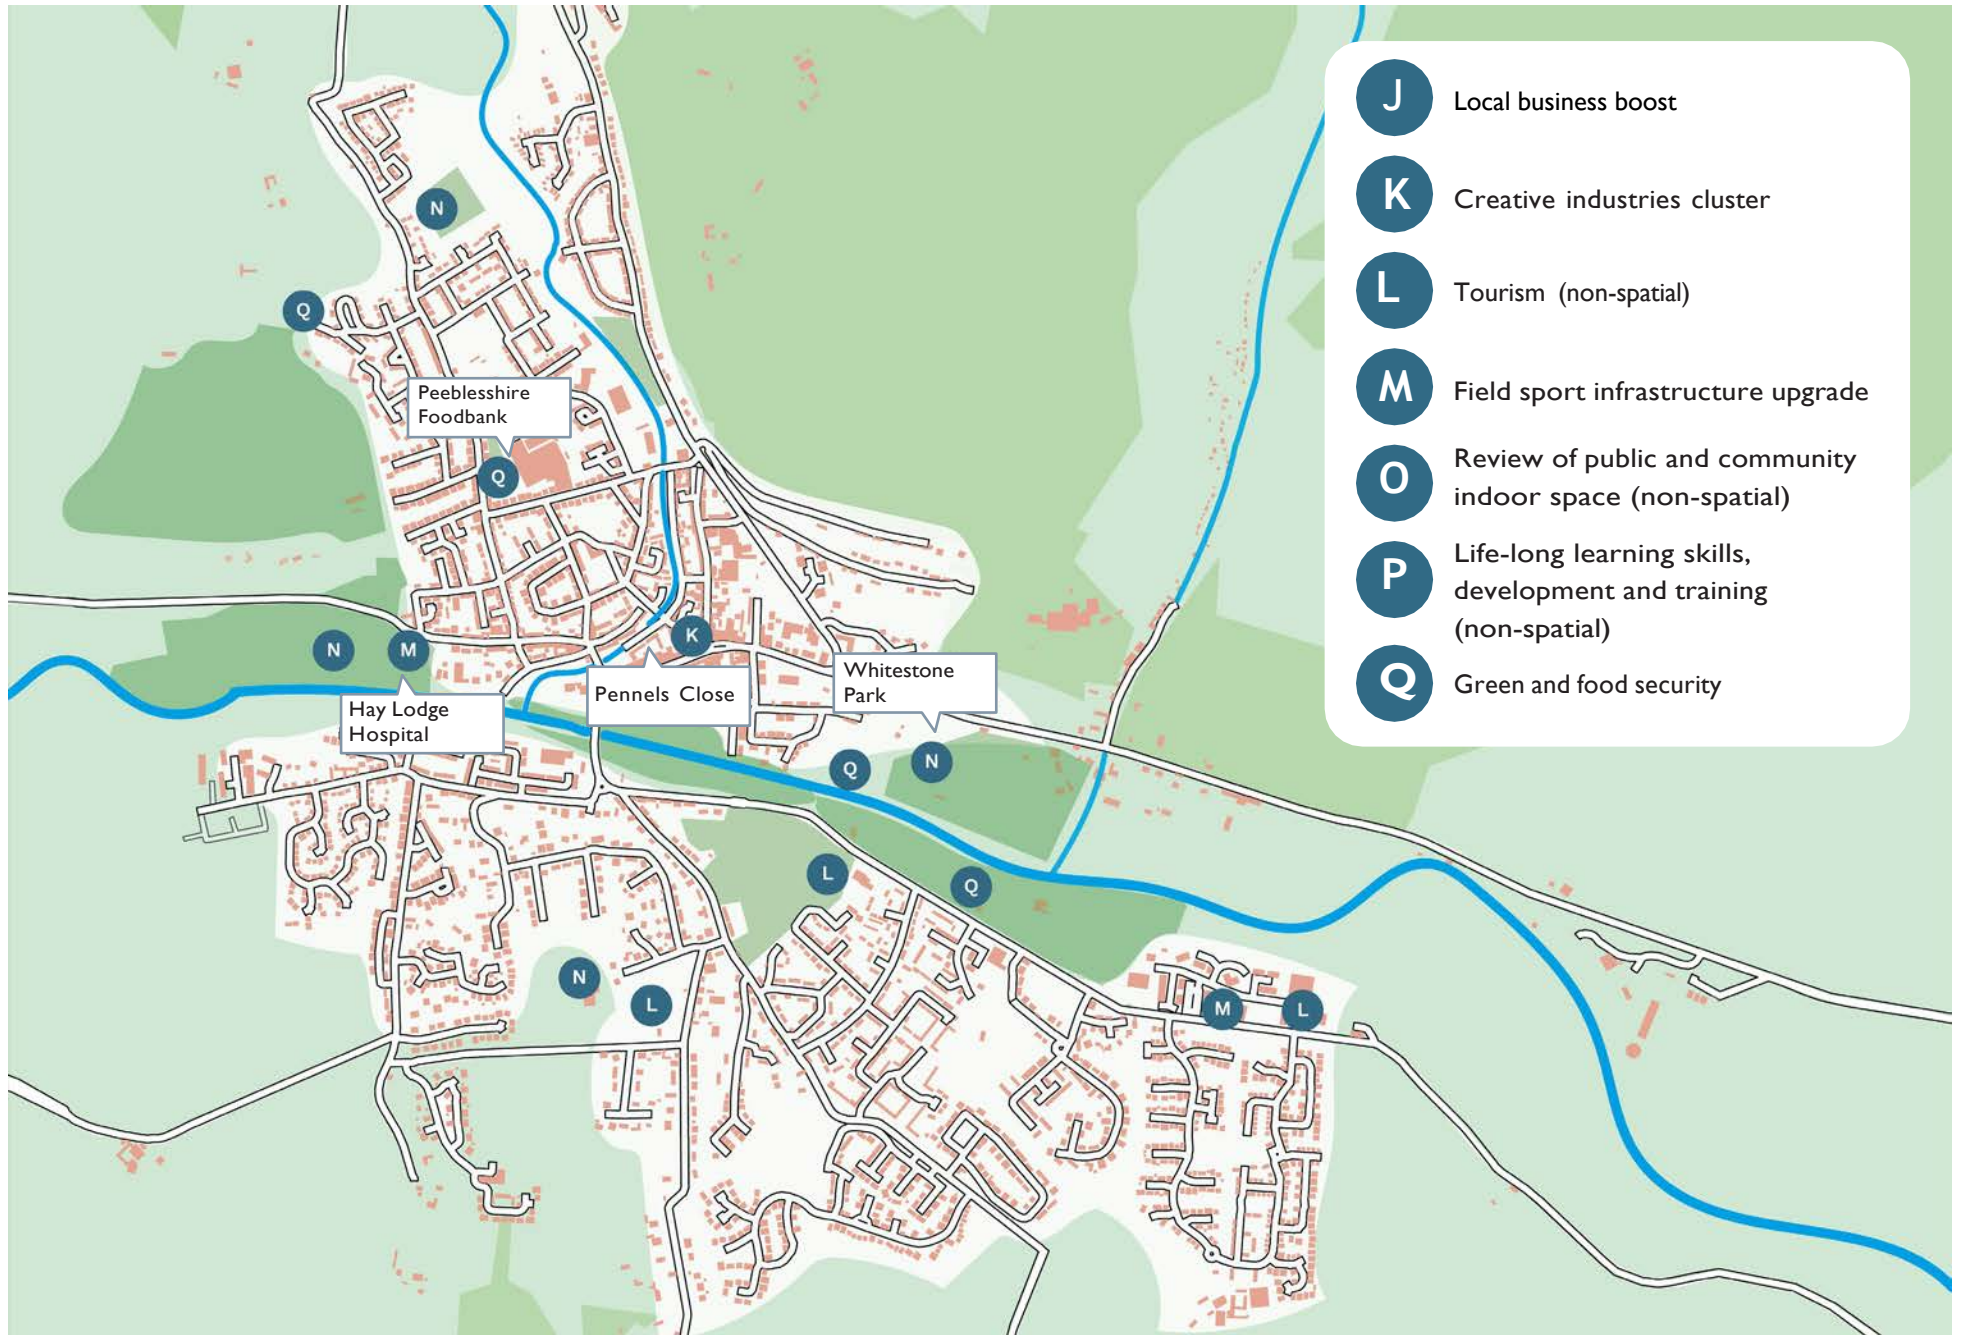 J
Local business boost
K
Creative industries cluster
L
Tourism (non-spatial)
M
Field sport infrastructure upgrade
O
Review of public and community
indoor space (non-spatial)
P
Life-long learning skills,
development and training
(non-spatial)
Q
Green and food security
N
Q
Peeblesshire
Foodbank
Q
N
M
K
Hay Lodge
Hospital
Pennels Close
Whitestone
Park
Q
N
L
Q
N
L
M
L